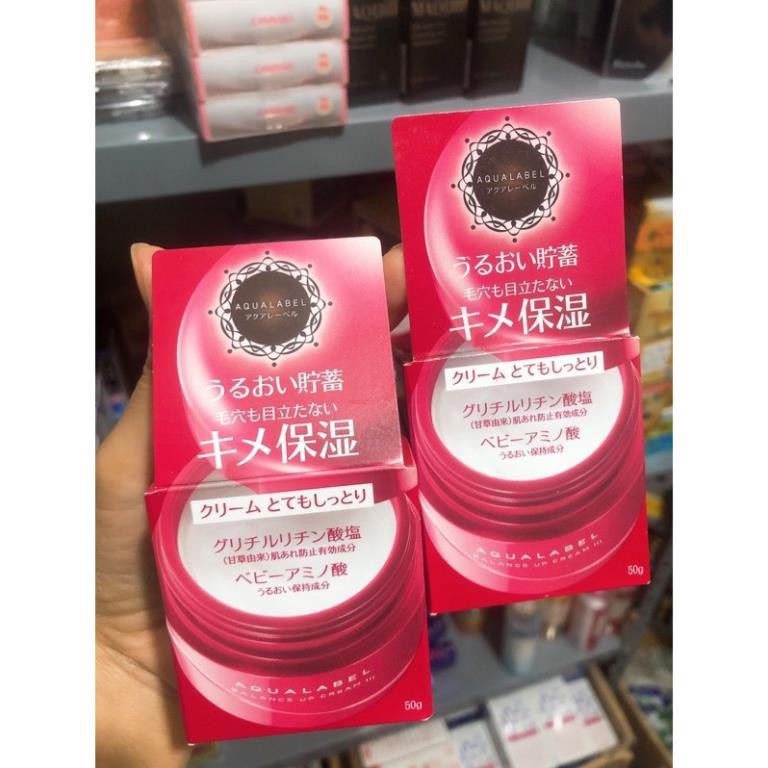 AQUALABEL
アクアレーベル
うるおい貯蓄
毛穴も目立たない
キメ保湿
クリーム とてもしっとり
グリチルリチン酸塩
(甘草由来)肌あれ防止有効成分
ベビーアミノ酸
うるおい保持成分
AQUALABEL
BALANCE UP CREAM III
50g
AQUALABEL
アクアレーベル
うるおい貯蓄
毛穴も目立たない
キメ保湿
クリーム とてもしっとり
グリチルリチン酸塩
(甘草由来)肌あれ防止有効成分
ベビーアミノ酸
うるおい保持成分
AQUALABEL
BALANCE UP CREAM III
50g